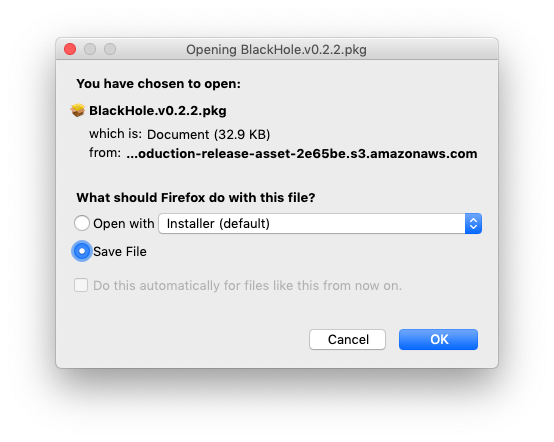 Opening BlackHole.v0.2.2.pkg
You have chosen to open:
BlackHole.v0.2.2.pkg
which is: Document (32.9 KB)
from: ...oduction-release-asset-2e65be.s3.amazonaws.com
What should Firefox do with this file?
Open with Installer (default)
Save File
Do this automatically for files like this from now on.
Cancel OK